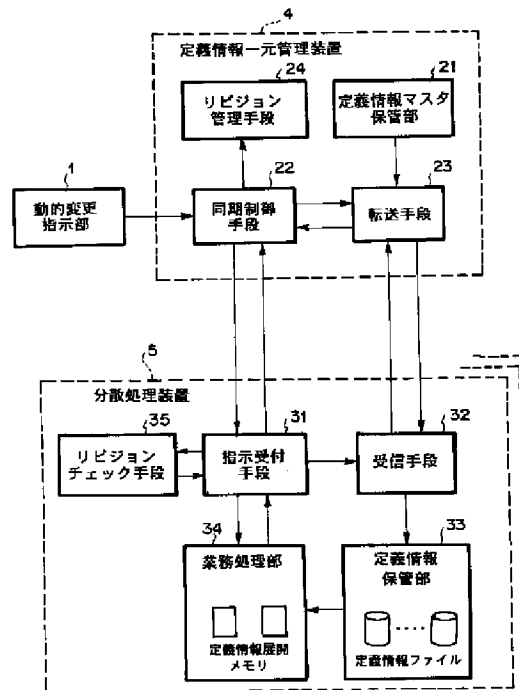 4
定義情報一元管理装置
24
21
リビジョン
管理手段
定義情報マスタ
保管部
1
22
23
動的変更
指示部
同期制御
手段
転送手段
5
分散処理装置
35
31
32
リビジョン
チェック手段
指示受付
手段
受信手段
34
33
業務処理部
定義情報
保管部
定義情報展開
メモリ
定義情報ファイル